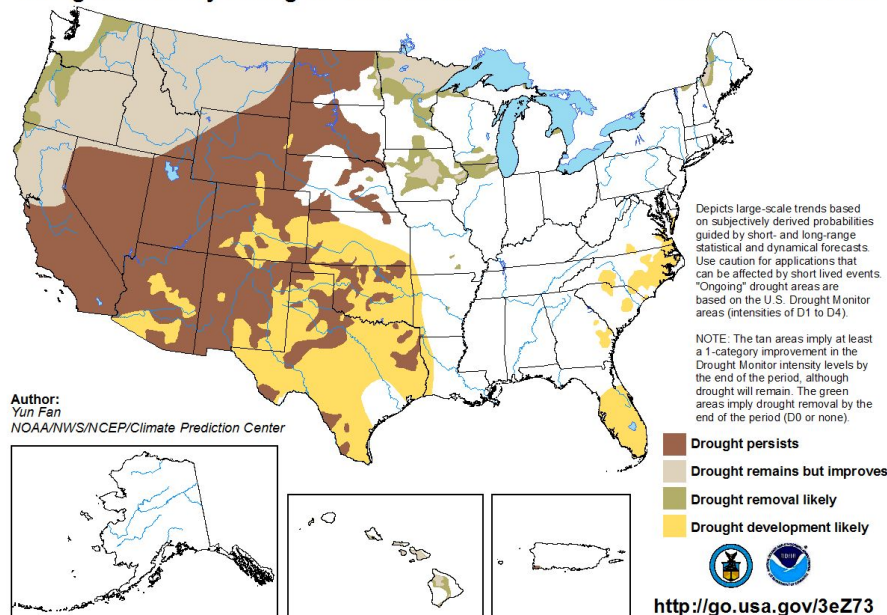 Depicts large-scale trends based
on subjectively derived probabilities
guided by short- and long-range
statistical and dynamical forecasts.
Use caution for applications that
can be affected by short lived events.
"Ongoing" drought areas are
based on the U.S. Drought Monitor
areas (intensities of D1 to D4).
NOTE: The tan areas imply at least
a 1-category improvement in the
Drought Monitor intensity levels by
the end of the period, although
drought will remain. The green
areas imply drought removal by the
end of the period (D0 or none).
Author:
Yun Fan
NOAA/NWS/NCEP/Climate Prediction Center
Drought persists
Drought remains but improves
Drought removal likely
Drought development likely
http://go.usa.gov/3eZ73